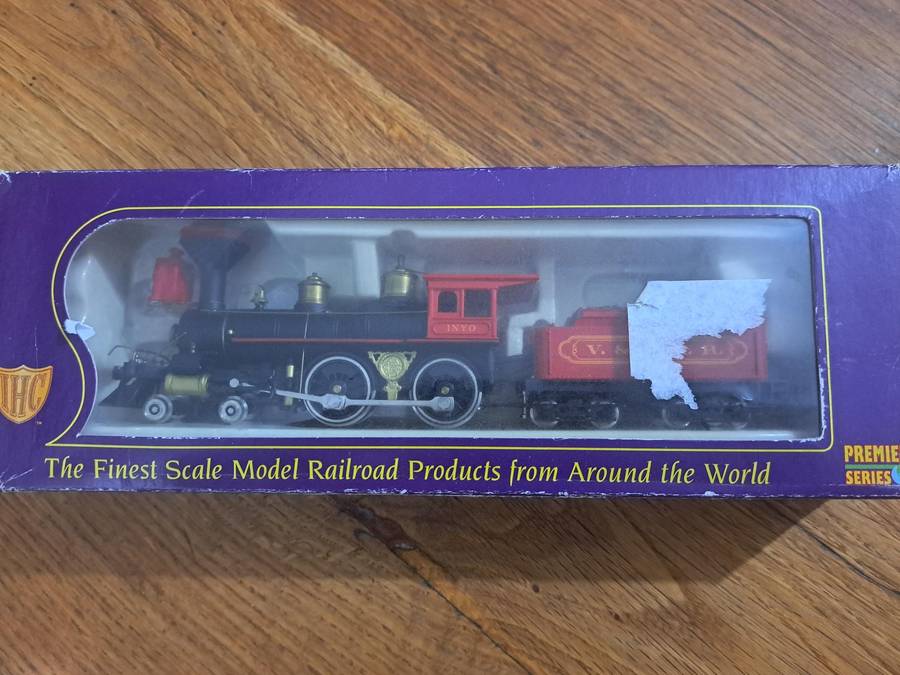 INYO
V. & R.
IHC
The Finest Scale Model Railroad Products from Around the World
PREMIE
SERIES